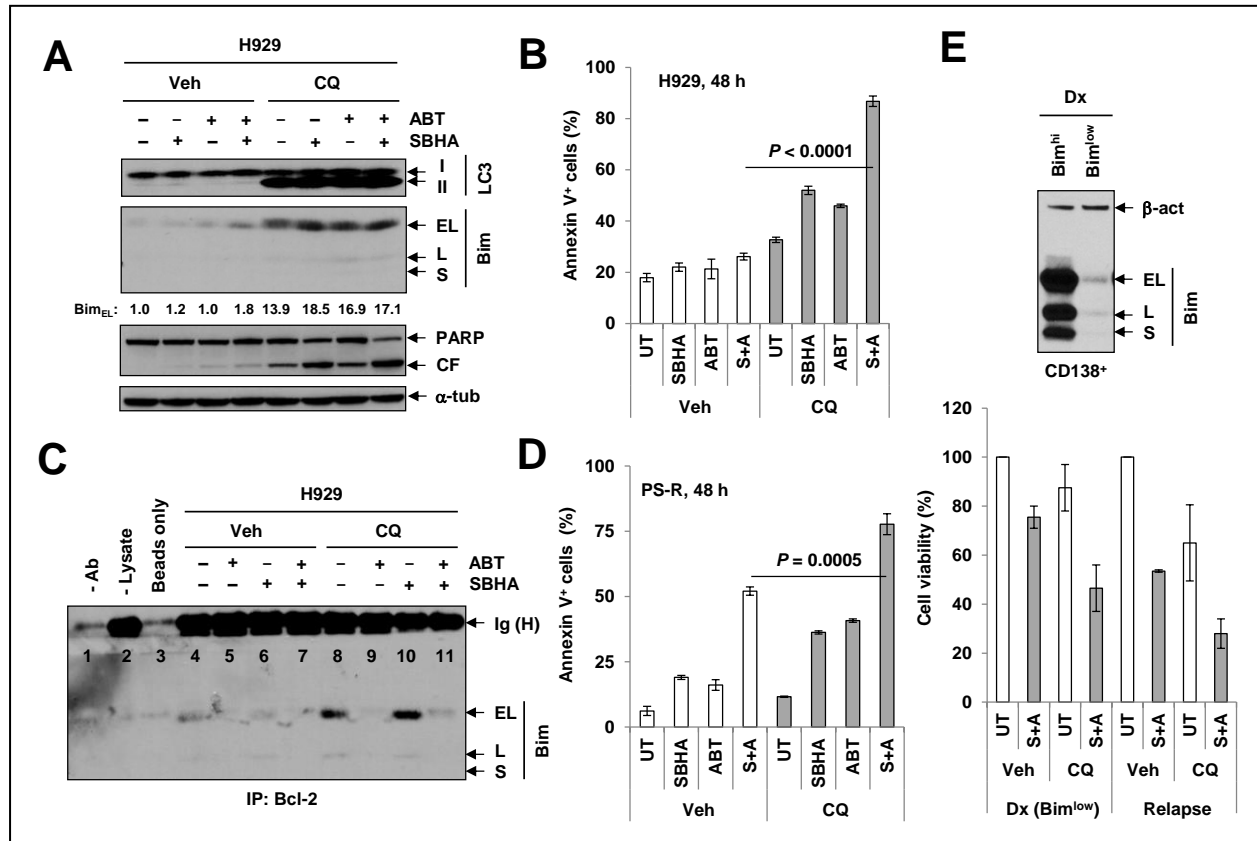 A
H929
Veh CQ
– – + + – – + + ABT
– + – + – + – + SBHA
I
II
LC3
EL
L
S
Bim
BimEL: 1.0 1.2 1.0 1.8 13.9 18.5 16.9 17.1
PARP
CF
α-tub
B
H929, 48 h
P < 0.0001
Annexin V+ cells (%)
100
80
60
40
20
0
UT SBHA ABT S+A UT SBHA ABT S+A
Veh CQ
C
H929
- Ab
- Lysate
Beads only
Veh CQ
– + – + – + – + ABT
– – + + – – + + SBHA
Ig (H)
1 2 3 4 5 6 7 8 9 10 11
EL
L
S
Bim
IP: Bcl-2
D
PS-R, 48 h
P = 0.0005
Annexin V+ cells (%)
100
75
50
25
0
UT SBHA ABT S+A UT SBHA ABT S+A
Veh CQ
E
Dx
Bimhi Bimlow
β-act
EL
L
S
Bim
CD138+
Cell viability (%)
120
100
80
60
40
20
0
UT S+A UT S+A UT S+A UT S+A
Veh CQ Veh CQ
Dx (Bimlow) Relapse